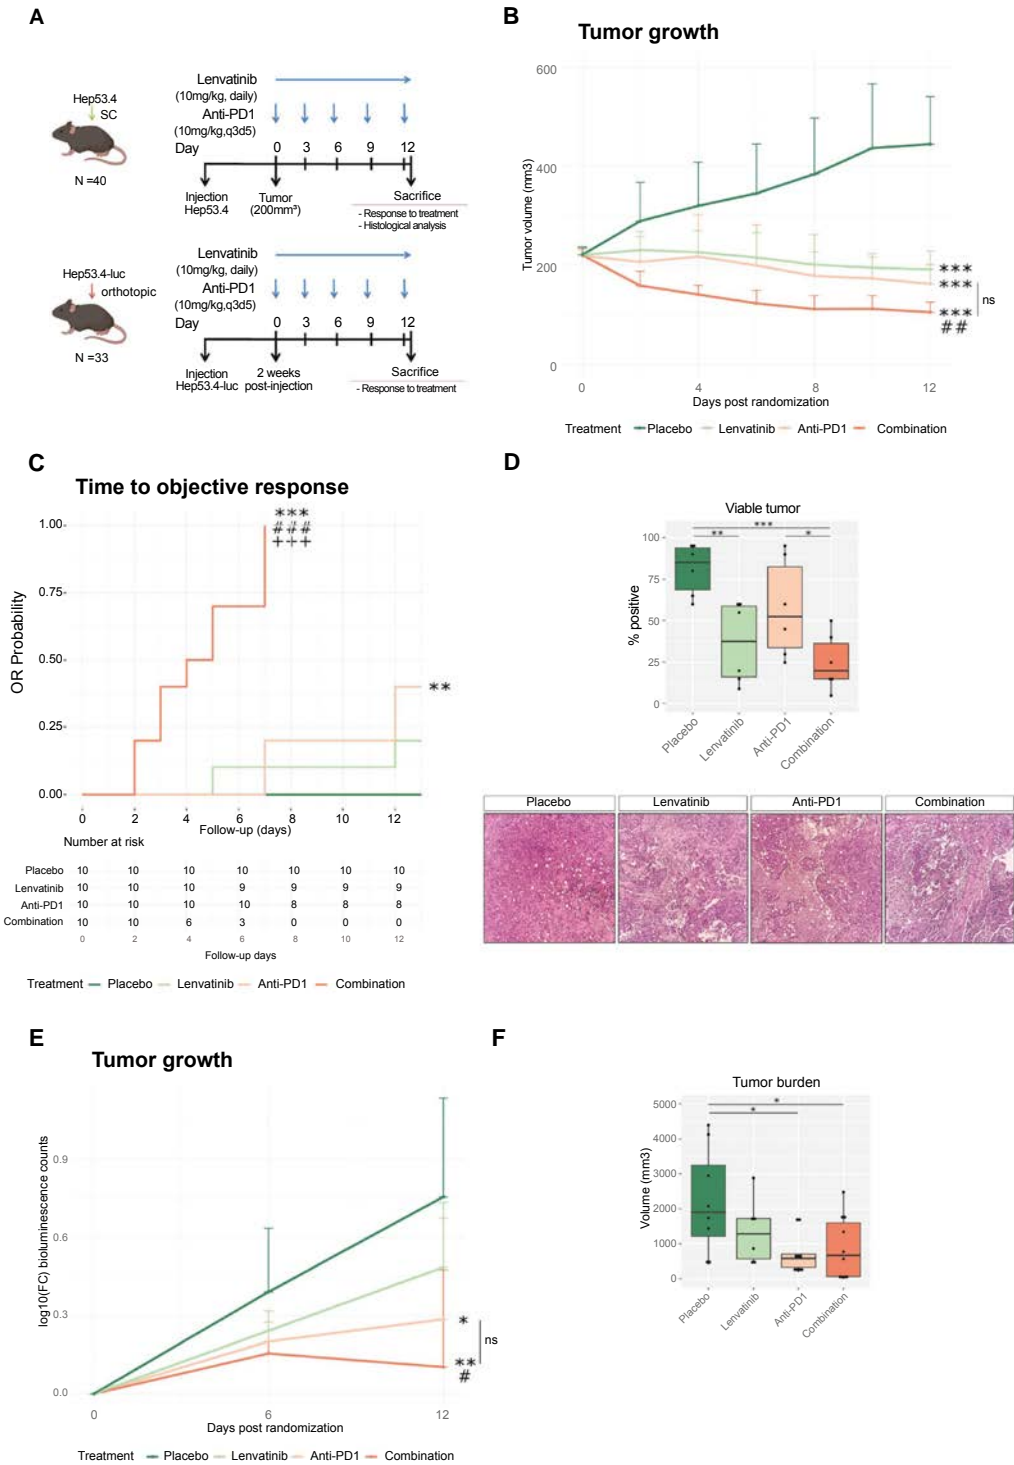 A
Lenvatinib
(10mg/kg, daily)
Anti-PD1
(10mg/kg,q3d5)
Day
0 3 6 9 12
Hep53.4
SC
N =40
Injection
Hep53.4
Tumor
(200mm³)
Sacrifice
- Response to treatment
- Histological analysis
Lenvatinib
(10mg/kg, daily)
Anti-PD1
(10mg/kg,q3d5)
Day
0 3 6 9 12
Hep53.4-luc
orthotopic
N =33
Injection
Hep53.4-luc
2 weeks
post-injection
Sacrifice
- Response to treatment
B
Tumor growth
Tumor volume (mm3)
600
400
200
0
0 4 8 12
Days post randomization
***
***
***
##
ns
Treatment Placebo Lenvatinib Anti-PD1 Combination
C
Time to objective response
OR Probability
1.00
0.75
0.50
0.25
0.00
***
###
+++
**
0 2 4 6 8 10 12
Follow-up (days)
Number at risk
Placebo 10 10 10 10 10 10 10
Lenvatinib 10 10 10 9 9 9 9
Anti-PD1 10 10 10 10 8 8 8
Combination 10 10 6 3 0 0 0
0 2 4 6 8 10 12
Follow-up days
Treatment Placebo Lenvatinib Anti-PD1 Combination
D
Viable tumor
% positive
100
75
50
25
0
***
** *
Placebo Lenvatinib Anti-PD1 Combination
Placebo Lenvatinib Anti-PD1 Combination
E
Tumor growth
log10(FC) bioluminescence counts
0.9
0.6
0.3
0.0
0 6 12
Days post randomization
*
**
#
ns
Treatment Placebo Lenvatinib Anti-PD1 Combination
F
Tumor burden
Volume (mm3)
5000
4000
3000
2000
1000
0
*
*
Placebo Lenvatinib Anti-PD1 Combination